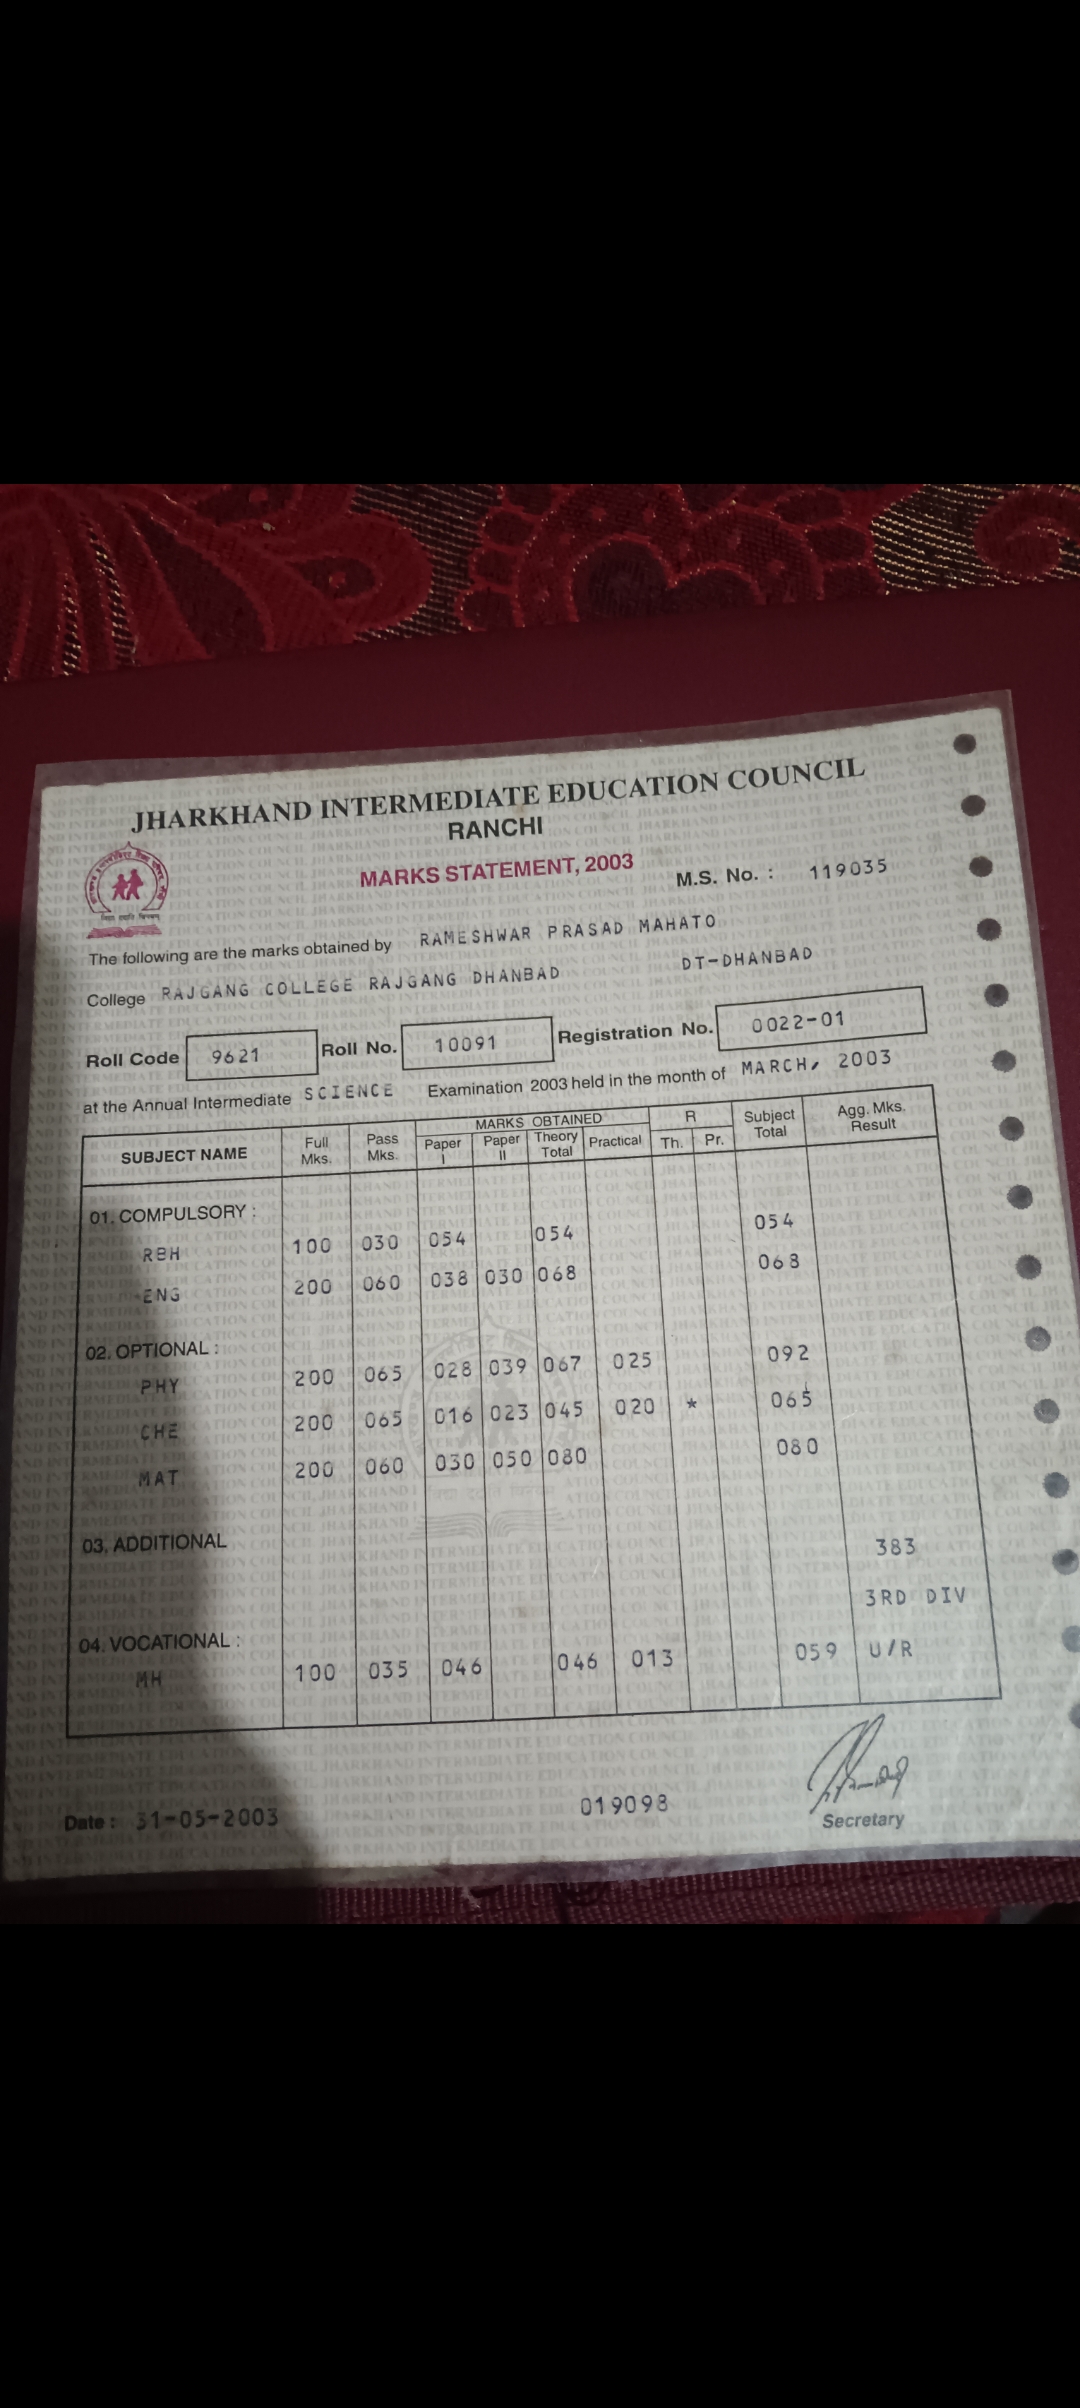 JHARKHAND INTERMEDIATE EDUCATION COUNCIL
RANCHI
MARKS STATEMENT, 2003
M.S. No. : 119035
The following are the marks obtained by RAMESHWAR PRASAD MAHATO
College RAJGANG COLLEGE RAJGANG DHANBAD DT-DHANBAD
Roll Code 9621 Roll No. 10091 Registration No. 0022-01
at the Annual Intermediate SCIENCE Examination 2003 held in the month of MARCH, 2003
SUBJECT NAME Full Mks. Pass Mks. MARKS OBTAINED Paper I Paper II Theory Total Practical R Th. Pr. Subject Total Agg. Mks. Result
01. COMPULSORY :
RBH 100 030 054 054 054
ENG 200 060 038 030 068 068
02. OPTIONAL :
PHY 200 065 028 039 067 025 092
CHE 200 065 016 023 045 020 * 065
MAT 200 060 030 050 080 080
03. ADDITIONAL
383
3RD DIV
04. VOCATIONAL :
MH 100 035 046 046 013 059 U/R
Date : 31-05-2003 019098
Secretary